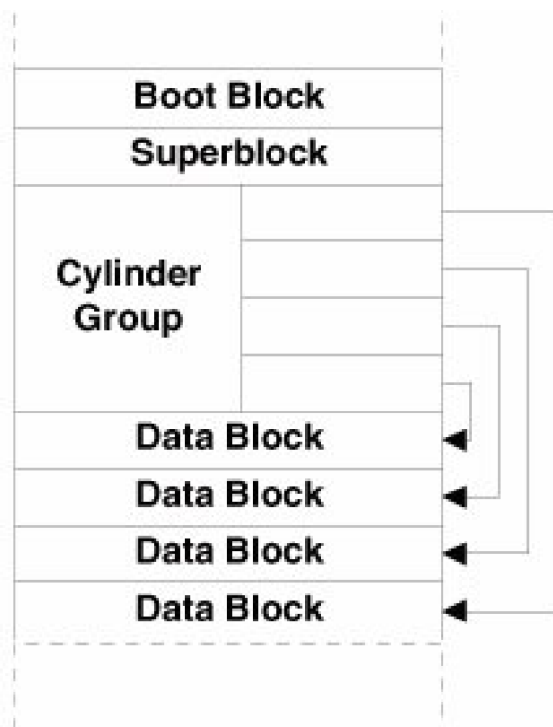 Boot Block
Superblock
Cylinder
Group
Data Block
Data Block
Data Block
Data Block